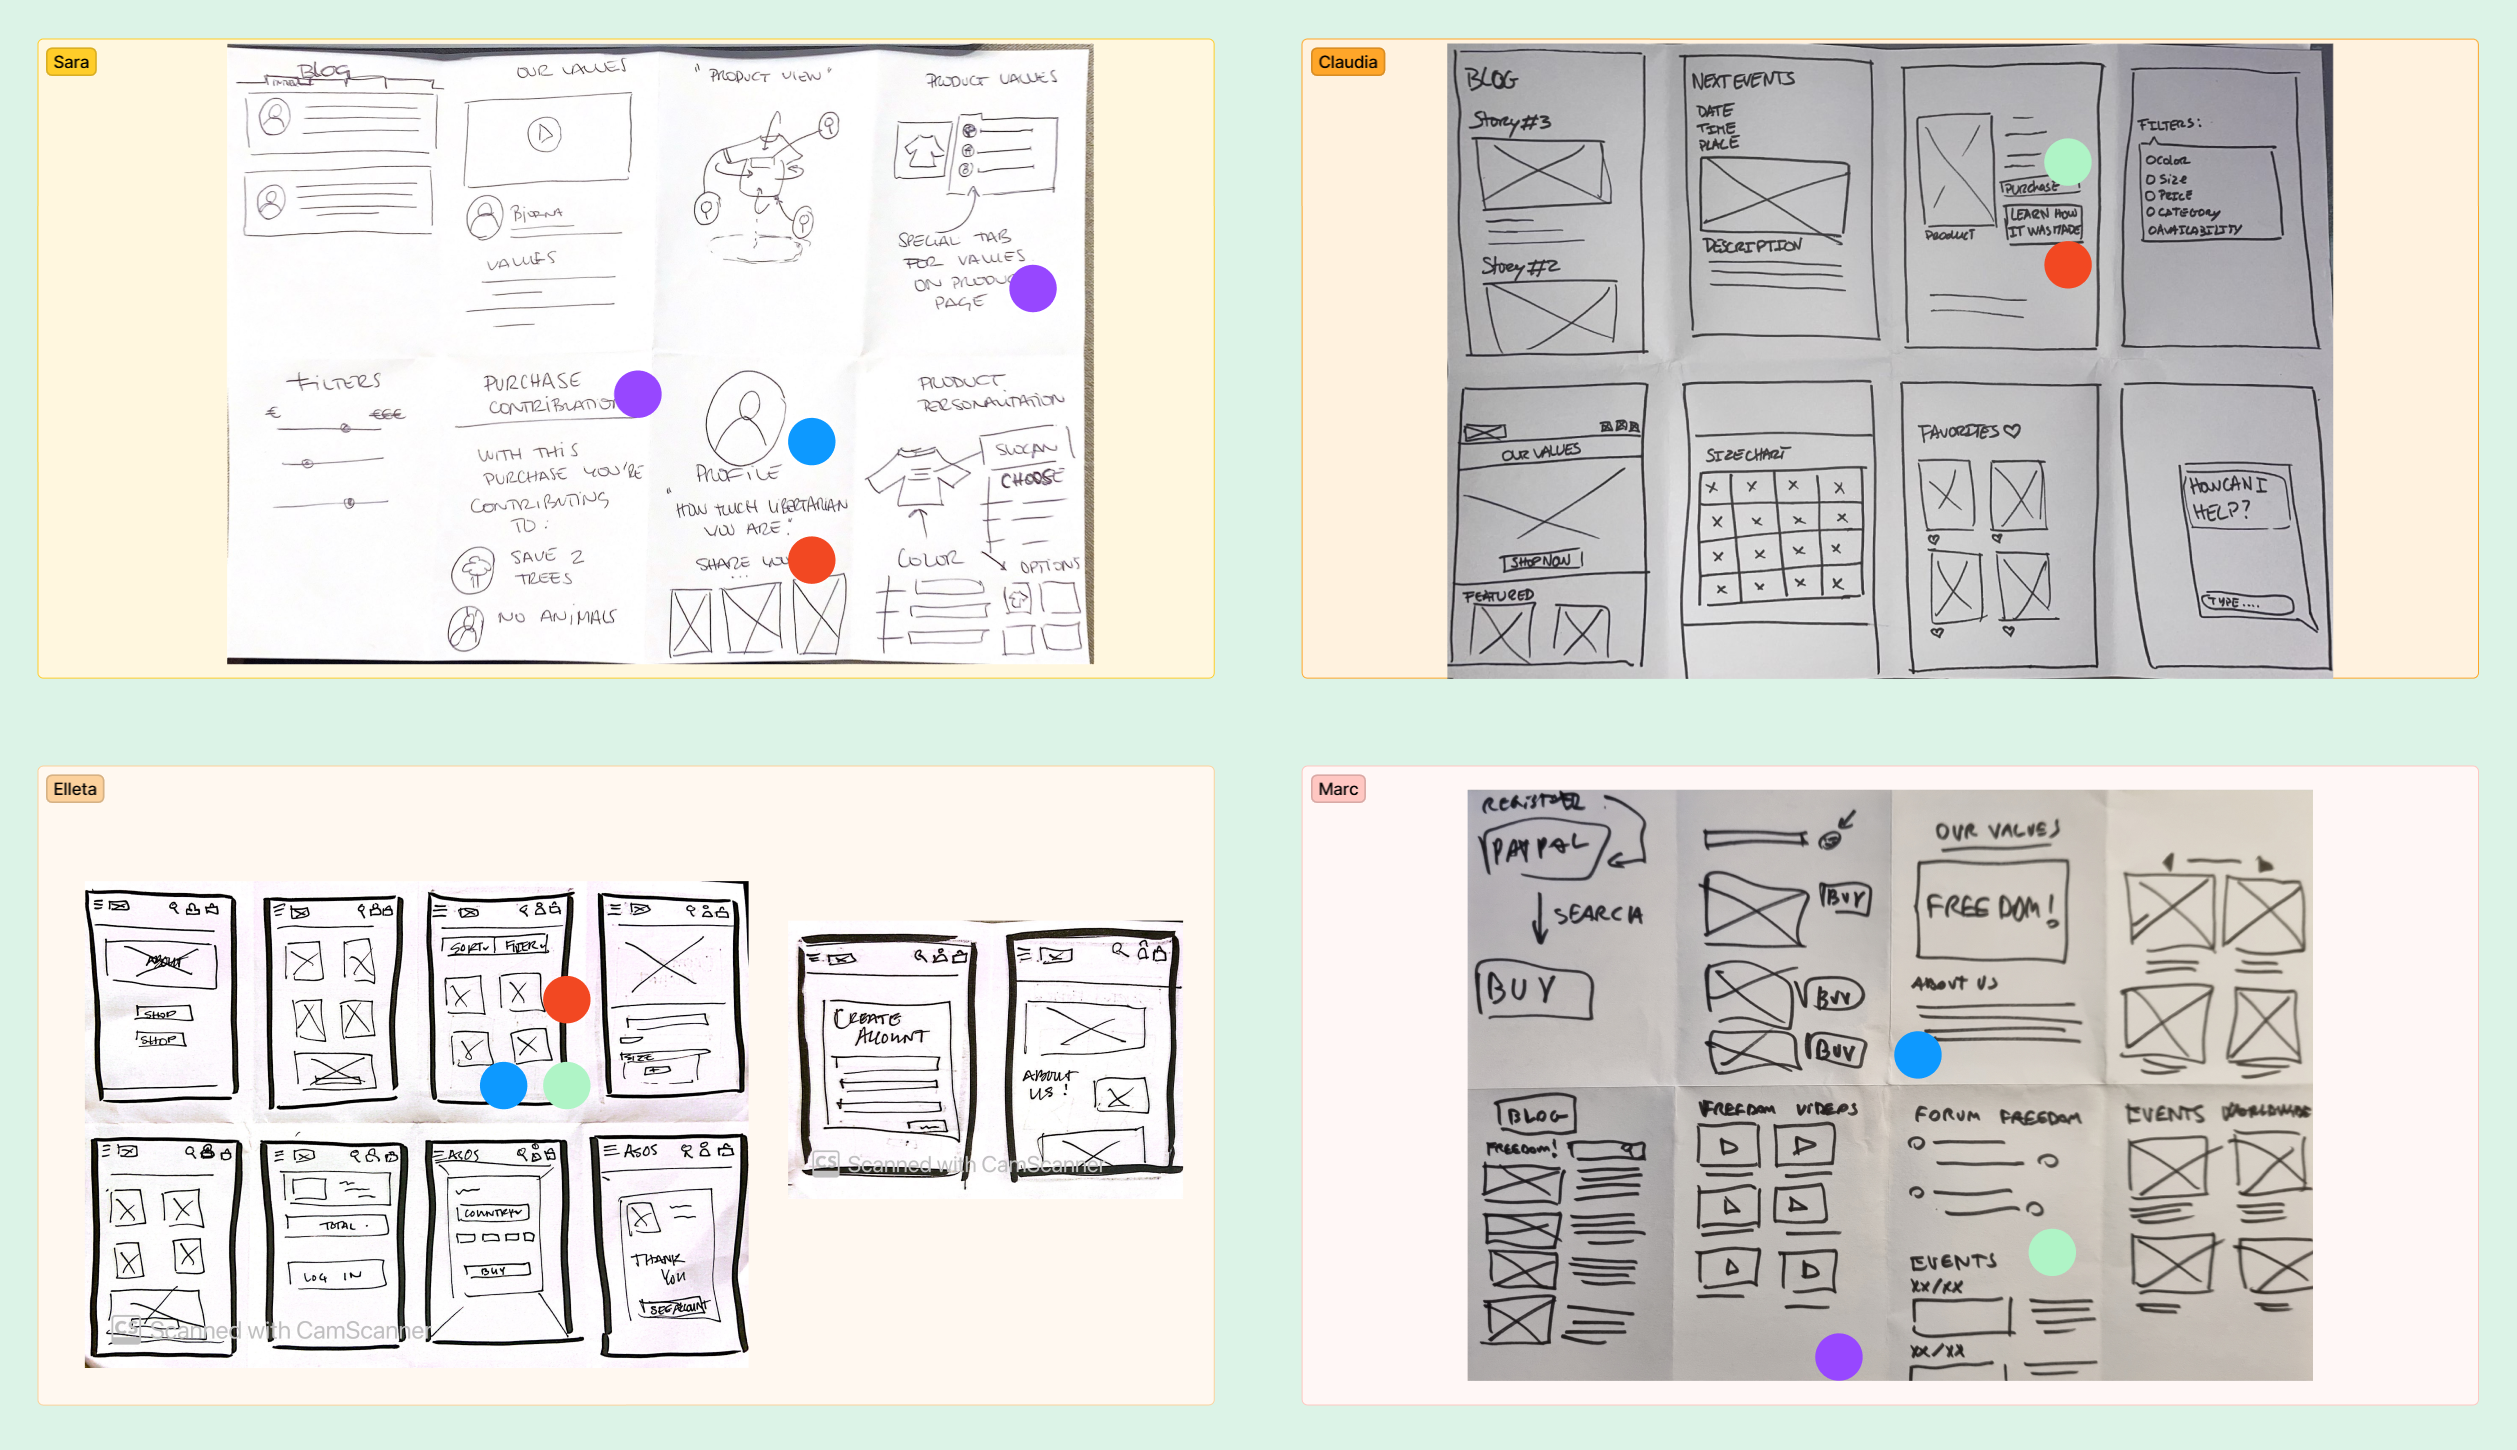 Sara
BLOG
OUR VALUES
"PRODUCT VIEW"
PRODUCT VALUES
Bjorna
VALUES
SPECIAL TAB
FOR VALUES
ON PRODUC
PAGE
FILTERS
€
€€€
PURCHASE
CONTRIBUTION
WITH THIS
PURCHASE YOU'RE
CONTRIBUTING
TO:
SAVE 2
TREES
NO ANIMALS
PROFILE
"HOW MUCH LIBERTARIAN
YOU ARE."
SHARE YOU
...
PRODUCT
PERSONALITATION
SLOGAN
CHOOSE
COLOR
OPTIONS
Claudia
BLOG
Story #3
Story #2
NEXT EVENTS
DATE
TIME
PLACE
DESCRIPTION
PRODUCT
PURCHASE
LEARN HOW
IT WAS MADE
FILTERS:
COLOR
SIZE
PRICE
CATEGORY
AVAILABILITY
OUR VALUES
SHOP NOW
FEATURED
SIZE CHART
FAVORITES
HOW CAN I
HELP?
TYPE....
Elleta
ABOUT
SHOP
SHOP
SORT
FILTER
SIZE
TOTAL
LOG IN
ASOS
COUNTRY
BUY
ASOS
THANK
YOU
SEE ACCOUNT
CS Scanned with CamScanner
CREATE
ACCOUNT
ABOUT
US!
CS Scanned with CamScanner
Marc
REGISTER
PAYPAL
SEARCH
BUY
BUY
BUY
BUY
OUR VALUES
FREEDOM!
ABOUT US
BLOG
FREEDOM!
FREEDOM VIDEOS
FORUM FREEDOM
EVENTS
XX/XX
XX/XX
EVENTS WORLDWIDE